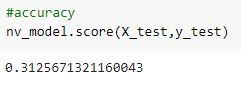 #accuracy
nv_model.score(X_test,y_test)
0.3125671321160043